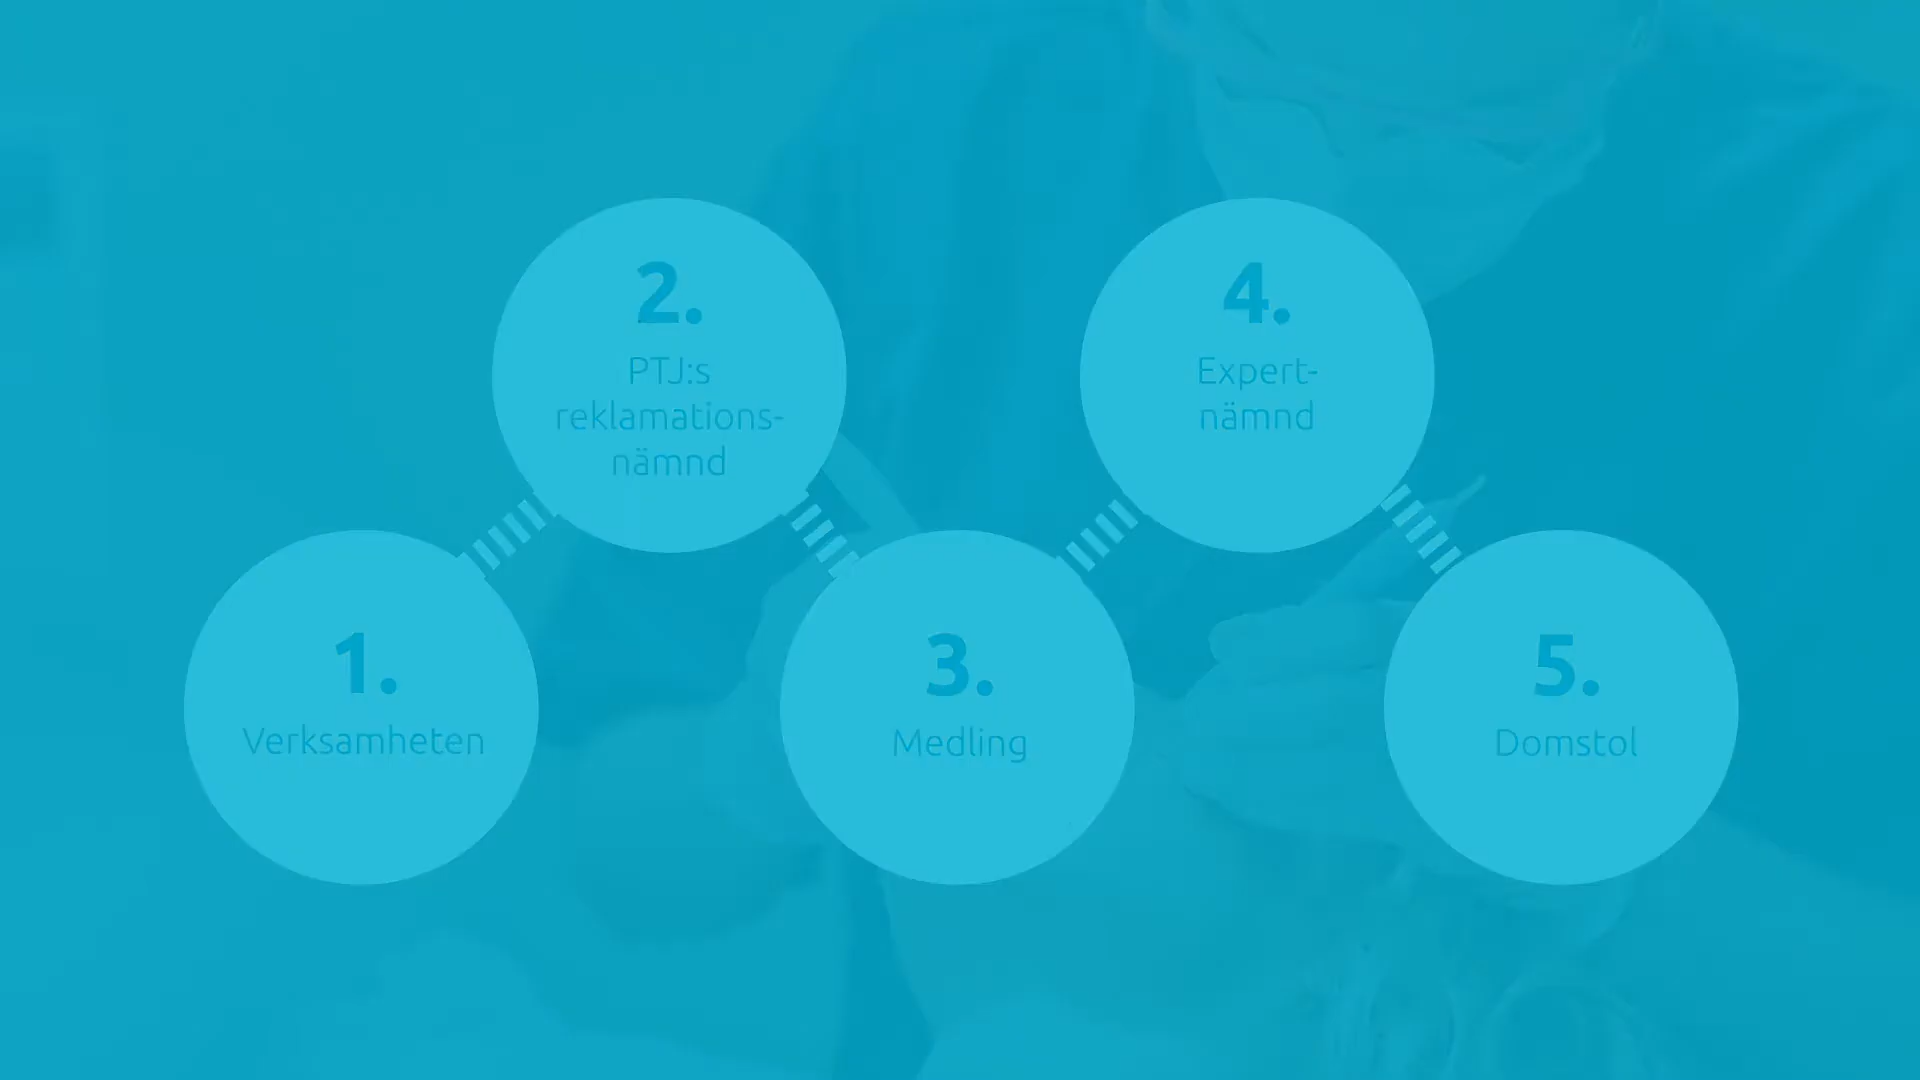 1.
Verksamheten
2.
PTJ:s
reklamations-
nämnd
3.
Medling
4.
Expert-
nämnd
5.
Domstol